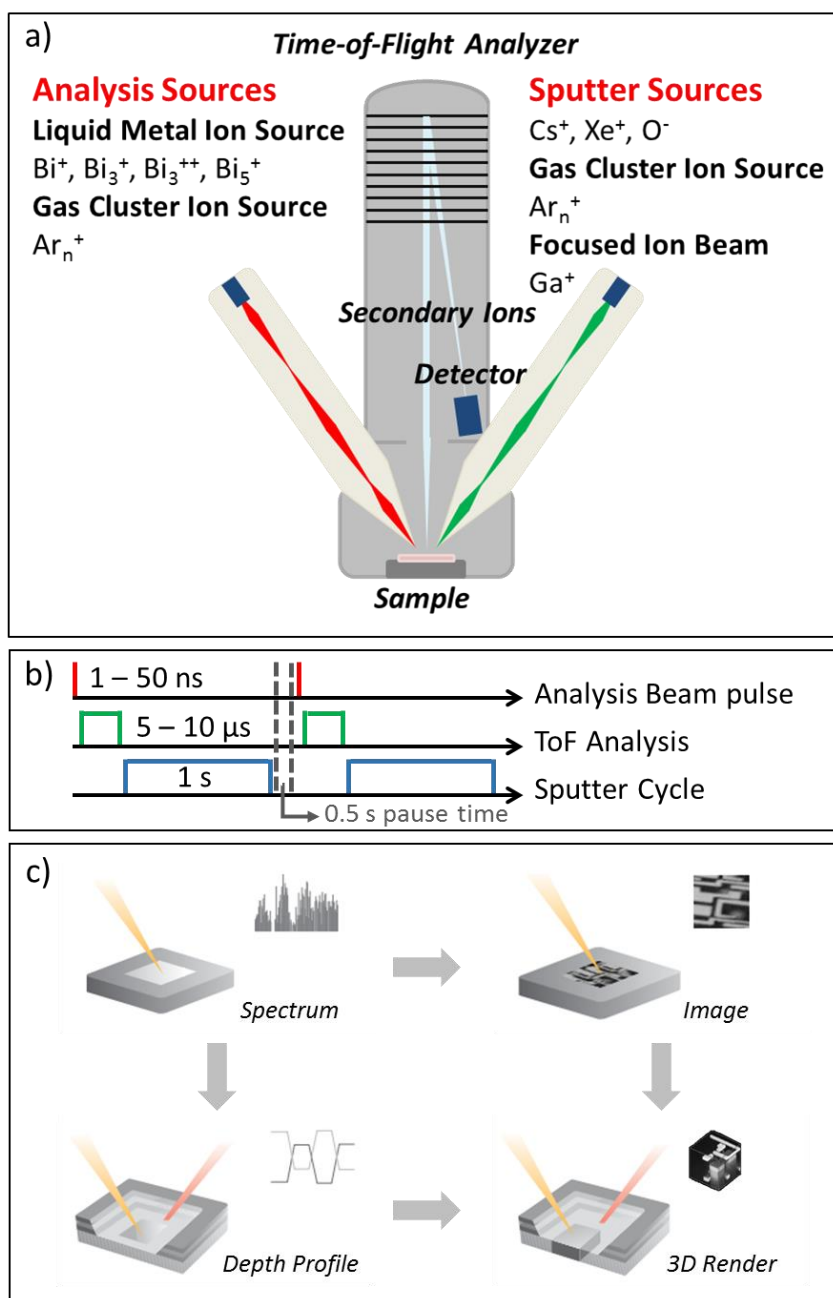 a)
Time-of-Flight Analyzer
Analysis Sources
Liquid Metal Ion Source
Bi⁺, Bi₃⁺, Bi₃⁺⁺, Bi₅⁺
Gas Cluster Ion Source
Arₙ⁺
Sputter Sources
Cs⁺, Xe⁺, O⁻
Gas Cluster Ion Source
Arₙ⁺
Focused Ion Beam
Ga⁺
Secondary Ions
Detector
Sample
b)
1 – 50 ns
Analysis Beam pulse
5 – 10 µs
ToF Analysis
1 s
Sputter Cycle
0.5 s pause time
c)
Spectrum
Image
Depth Profile
3D Render